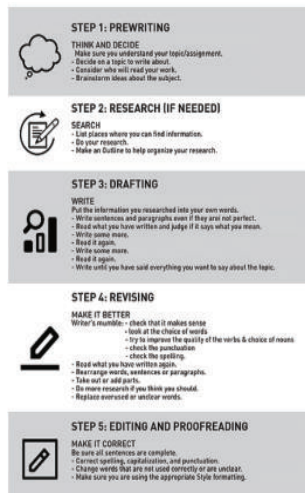 STEP 1: PREWRITING
THINK AND DECIDE
Make sure you understand your topic/assignment.
- Decide on a topic to write about.
- Consider who will read your work.
- Brainstorm ideas about the subject.
STEP 2: RESEARCH (IF NEEDED)
SEARCH
- List places where you can find information.
- Do your research.
- Make an Outline to help organize your research.
STEP 3: DRAFTING
WRITE
Put the information you researched into your own words.
- Write sentences and paragraphs even if they are not perfect.
- Read what you have written and judge if it says what you mean.
- Write some more.
- Read it again.
- Write some more.
- Read it again.
- Write until you have said everything you want to say about the topic.
STEP 4: REVISING
MAKE IT BETTER
Writer's mumble: - check that it makes sense
- look at the choice of words
- try to improve the quality of the verbs & choice of nouns
- check the punctuation
- check the spelling.
- Read what you have written again.
- Rearrange words, sentences or paragraphs.
- Take out or add parts.
- Do more research if you think you should.
- Replace overused or unclear words.
STEP 5: EDITING AND PROOFREADING
MAKE IT CORRECT
Be sure all sentences are complete.
- Correct spelling, capitalization, and punctuation.
- Change words that are not used correctly or are unclear.
- Make sure you are using the appropriate Style formatting.